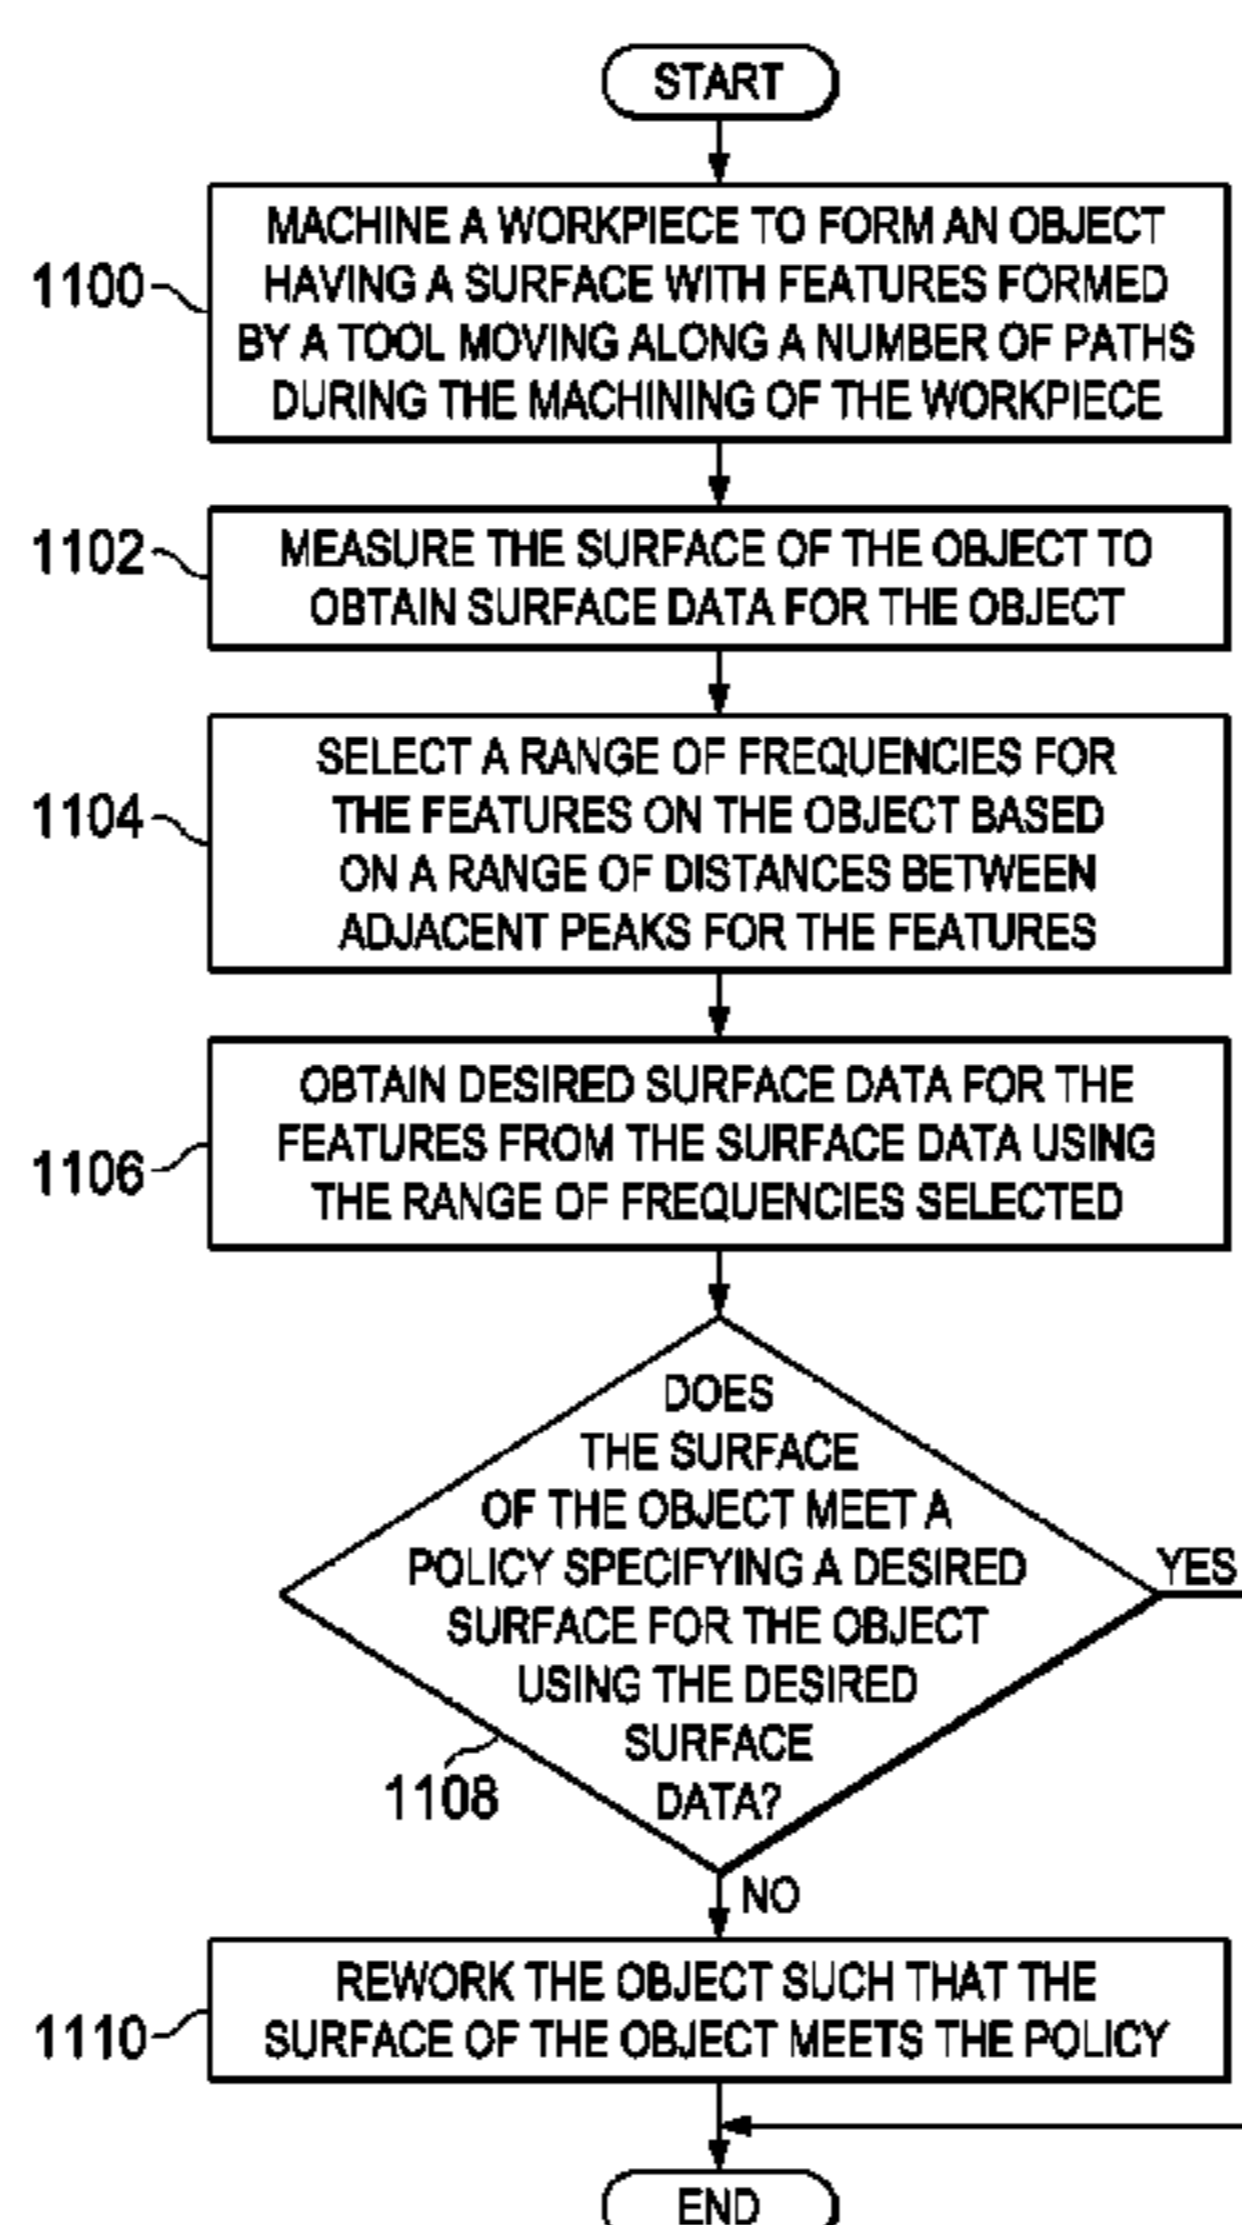 START
1100
MACHINE A WORKPIECE TO FORM AN OBJECT
HAVING A SURFACE WITH FEATURES FORMED
BY A TOOL MOVING ALONG A NUMBER OF PATHS
DURING THE MACHINING OF THE WORKPIECE
1102
MEASURE THE SURFACE OF THE OBJECT TO
OBTAIN SURFACE DATA FOR THE OBJECT
1104
SELECT A RANGE OF FREQUENCIES FOR
THE FEATURES ON THE OBJECT BASED
ON A RANGE OF DISTANCES BETWEEN
ADJACENT PEAKS FOR THE FEATURES
1106
OBTAIN DESIRED SURFACE DATA FOR THE
FEATURES FROM THE SURFACE DATA USING
THE RANGE OF FREQUENCIES SELECTED
DOES
THE SURFACE
OF THE OBJECT MEET A
POLICY SPECIFYING A DESIRED
SURFACE FOR THE OBJECT
USING THE DESIRED
SURFACE
DATA?
YES
1108
NO
1110
REWORK THE OBJECT SUCH THAT THE
SURFACE OF THE OBJECT MEETS THE POLICY
END